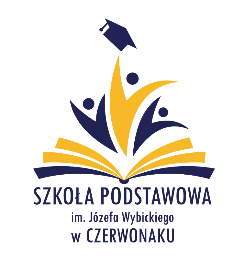 SZKOŁA PODSTAWOWA
im. Józefa Wybickiego
w CZERWONAKU